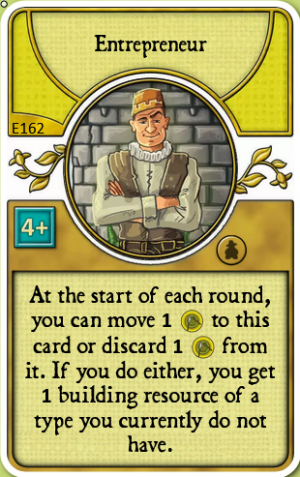 Entrepreneur
E162
4+
At the start of each round,
you can move 1 to this
card or discard 1 from
it. If you do either, you get
1 building resource of a
type you currently do not
have.